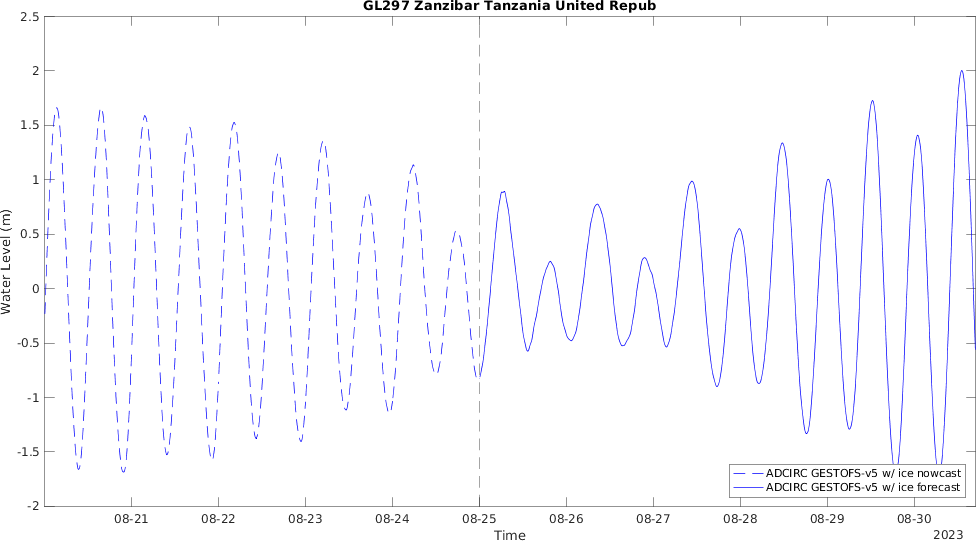 GL297 Zanzibar Tanzania United Repub
2.5
2
1.5
1
0.5
0
-0.5
-1
-1.5
-2
Water Level (m)
08-21 08-22 08-23 08-24 08-25 08-26 08-27 08-28 08-29 08-30
Time
2023
ADCIRC GESTOFS-v5 w/ ice nowcast
ADCIRC GESTOFS-v5 w/ ice forecast